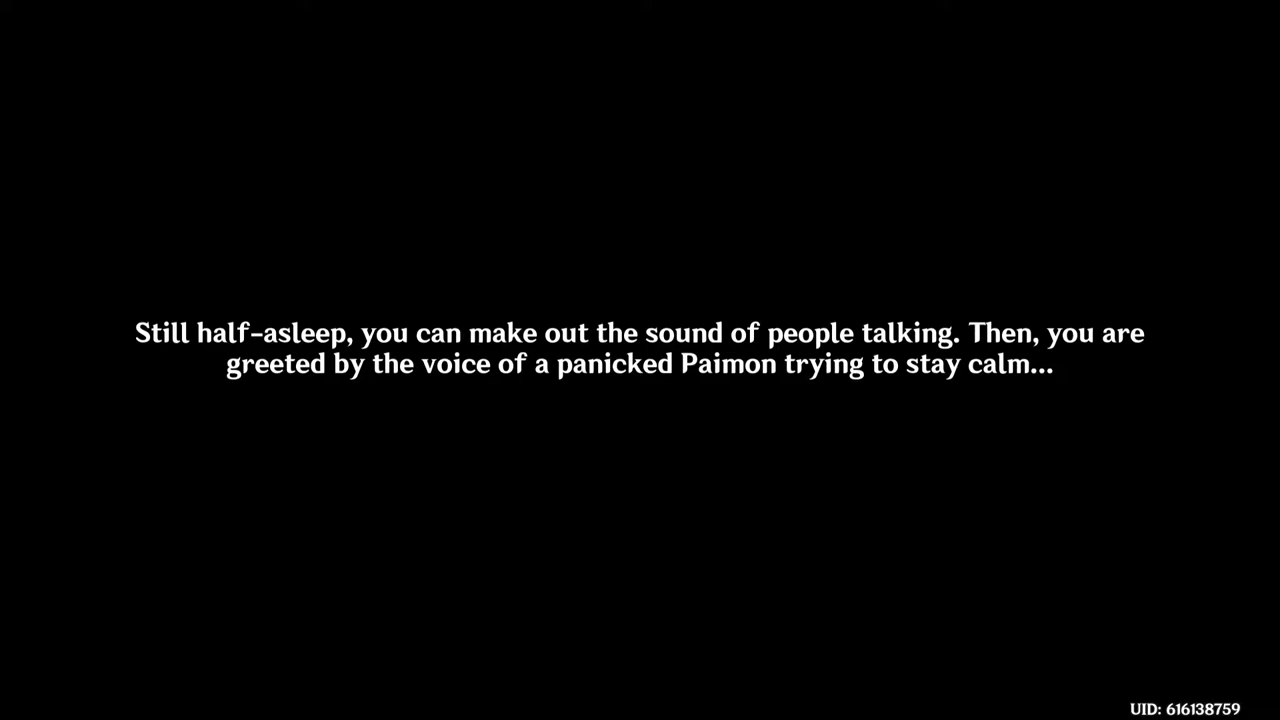 Still half-asleep, you can make out the sound of people talking. Then, you are
greeted by the voice of a panicked Paimon trying to stay calm...
UID: 616138759